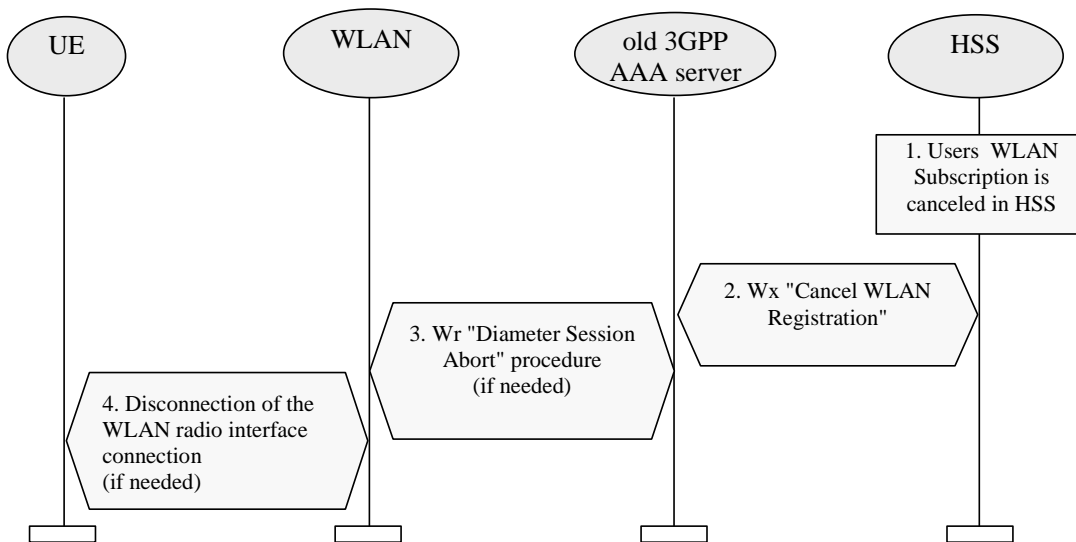 UE
WLAN
old 3GPP
AAA server
HSS
1. Users WLAN
Subscription is
canceled in HSS
2. Wx "Cancel WLAN
Registration"
3. Wr "Diameter Session
Abort" procedure
(if needed)
4. Disconnection of the
WLAN radio interface
connection
(if needed)